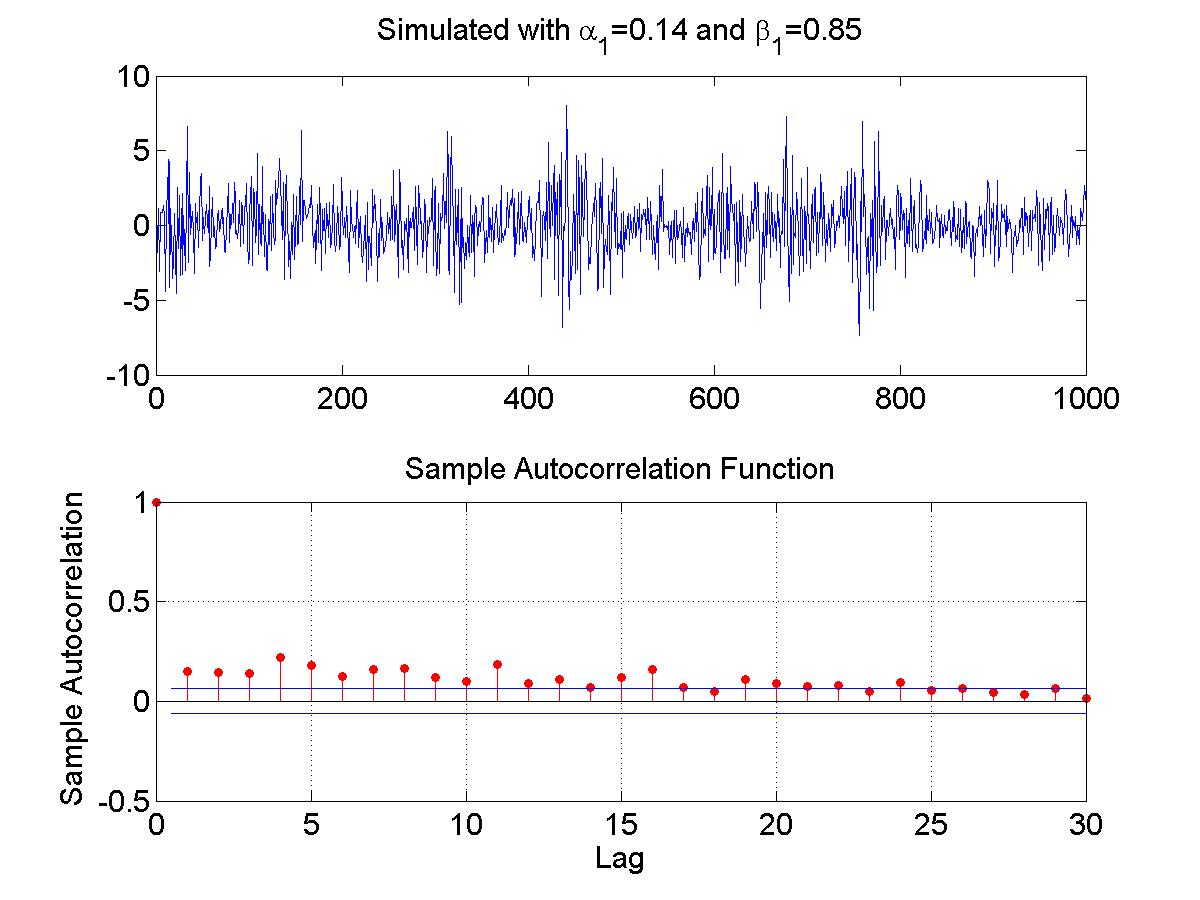 Simulated with α1=0.14 and β1=0.85
10
5
0
-5
-10
0 200 400 600 800 1000
Sample Autocorrelation Function
Sample Autocorrelation
1
0.5
0
-0.5
0 5 10 15 20 25 30
Lag